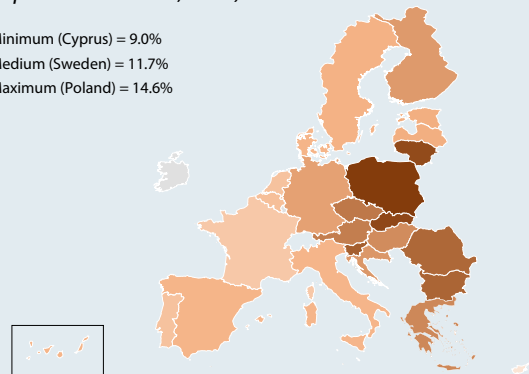 inimum (Cyprus) = 9.0%
edium (Sweden) = 11.7%
aximum (Poland) = 14.6%